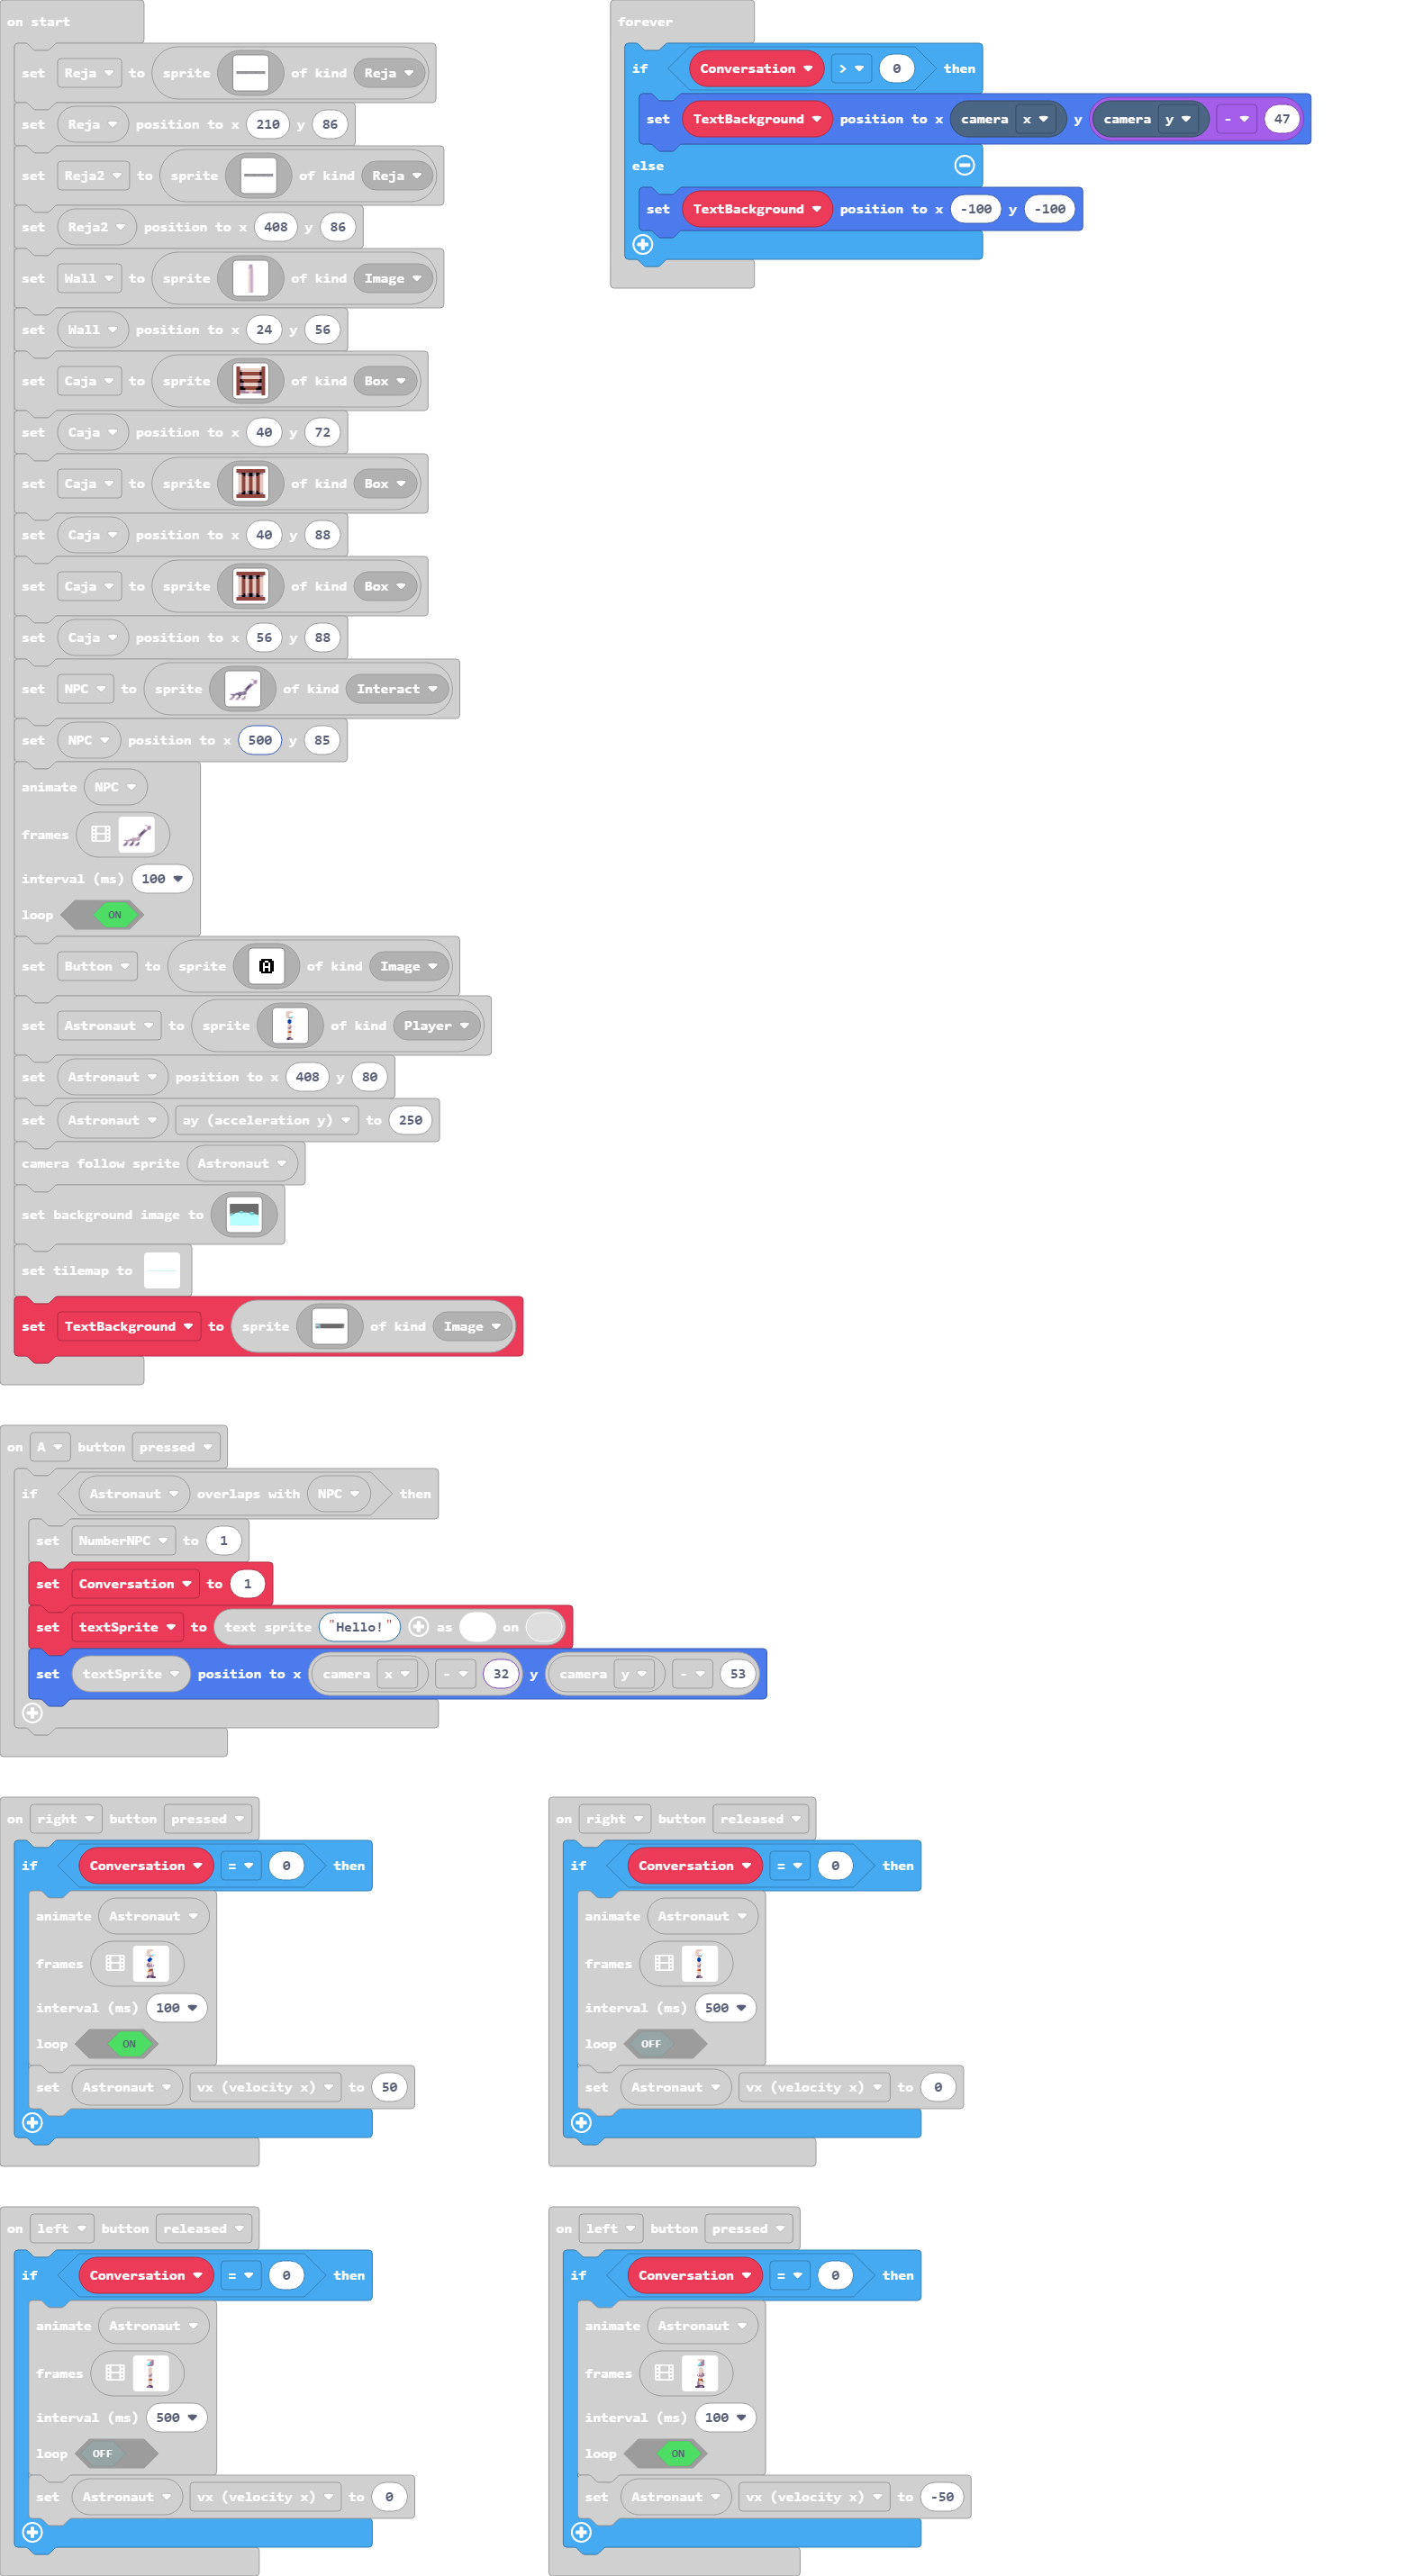 on start
set Reja to sprite of kind Reja
set Reja position to x 210 y 86
set Reja2 to sprite of kind Reja
set Reja2 position to x 408 y 86
set Wall to sprite of kind Image
set Wall position to x 24 y 56
set Caja to sprite of kind Box
set Caja position to x 40 y 72
set Caja to sprite of kind Box
set Caja position to x 40 y 88
set Caja to sprite of kind Box
set Caja position to x 56 y 88
set NPC to sprite of kind Interact
set NPC position to x 500 y 85
animate NPC
frames
interval (ms) 100
loop ON
set Button to sprite A of kind Image
set Astronaut to sprite of kind Player
set Astronaut position to x 408 y 80
set Astronaut ay (acceleration y) to 250
camera follow sprite Astronaut
set background image to
set tilemap to
set TextBackground to sprite of kind Image
forever
if Conversation > 0 then
set TextBackground position to x camera x y camera y - 47
else
set TextBackground position to x -100 y -100
on A button pressed
if Astronaut overlaps with NPC then
set NumberNPC to 1
set Conversation to 1
set textSprite to text sprite "Hello!" as on
set textSprite position to x camera x - 32 y camera y - 53
on right button pressed
if Conversation = 0 then
animate Astronaut
frames
interval (ms) 100
loop ON
set Astronaut vx (velocity x) to 50
on right button released
if Conversation = 0 then
animate Astronaut
frames
interval (ms) 500
loop OFF
set Astronaut vx (velocity x) to 0
on left button released
if Conversation = 0 then
animate Astronaut
frames
interval (ms) 500
loop OFF
set Astronaut vx (velocity x) to 0
on left button pressed
if Conversation = 0 then
animate Astronaut
frames
interval (ms) 100
loop ON
set Astronaut vx (velocity x) to -50